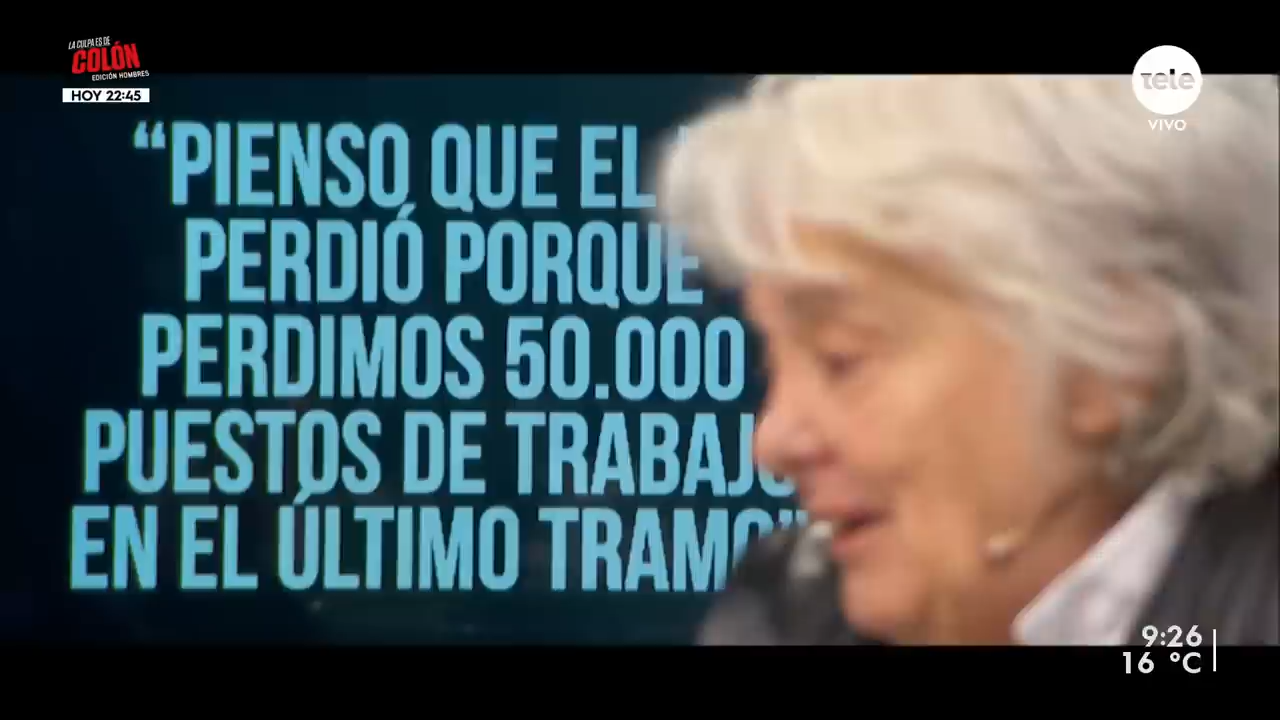 LA CULPA ES DE
COLÓN
EDICIÓN HOMBRES
HOY 22:45
tele
VIVO
“PIENSO QUE EL
PERDIÓ PORQUE
PERDIMOS 50.000
PUESTOS DE TRABAJO
EN EL ÚLTIMO TRAMO”
9:26
16 °C